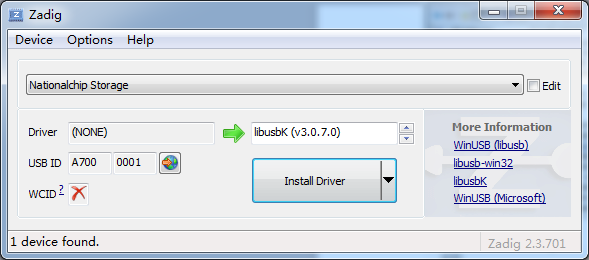 Zadig
Device Options Help
Nationalchip Storage Edit
Driver (NONE) libusbK (v3.0.7.0)
USB ID A700 0001
WCID ?
Install Driver
More Information
WinUSB (libusb)
libusb-win32
libusbK
WinUSB (Microsoft)
1 device found. Zadig 2.3.701